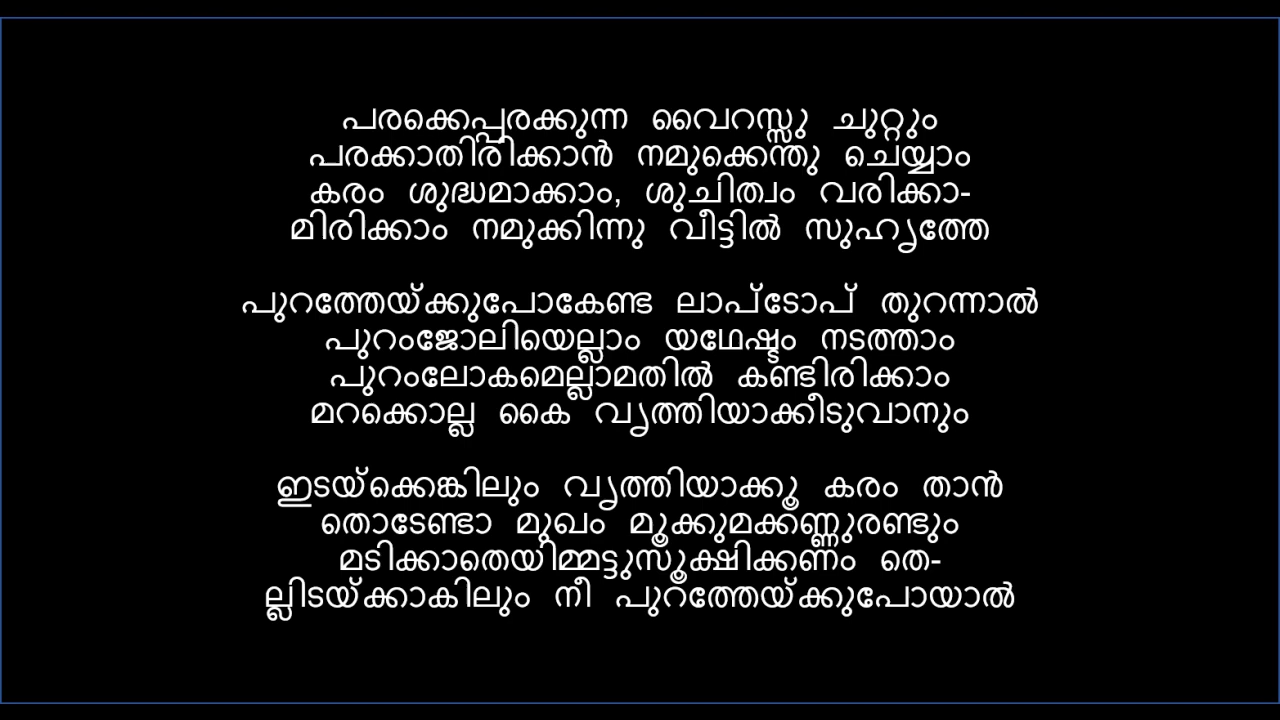 പരക്കെപ്പരക്കുന്ന വൈറസ്സു ചുറ്റും
പരക്കാതിരിക്കാൻ നമുക്കെന്തു ചെയ്യാം
കരം ശുദ്ധമാക്കാം, ശുചിത്വം വരിക്കാ-
മിരിക്കാം നമുക്കിന്നു വീട്ടിൽ സുഹൃത്തേ
പുറത്തേയ്ക്കുപോകേണ്ട ലാപ്ടോപ് തുറന്നാൽ
പുറംജോലിയെല്ലാം യഥേഷ്ടം നടത്താം
പുറംലോകമെല്ലാമതിൽ കണ്ടിരിക്കാം
മറക്കൊല്ല കൈ വൃത്തിയാക്കീടുവാനും
ഇടയ്ക്കെങ്കിലും വൃത്തിയാക്കൂ കരം താൻ
തൊടേണ്ടാ മുഖം മൂക്കുമക്കണ്ണുരണ്ടും
മടിക്കാതെയിമ്മട്ടുസൂക്ഷിക്കണം തെ-
ല്ലിടയ്ക്കാകിലും നീ പുറത്തേയ്ക്കുപോയാൽ